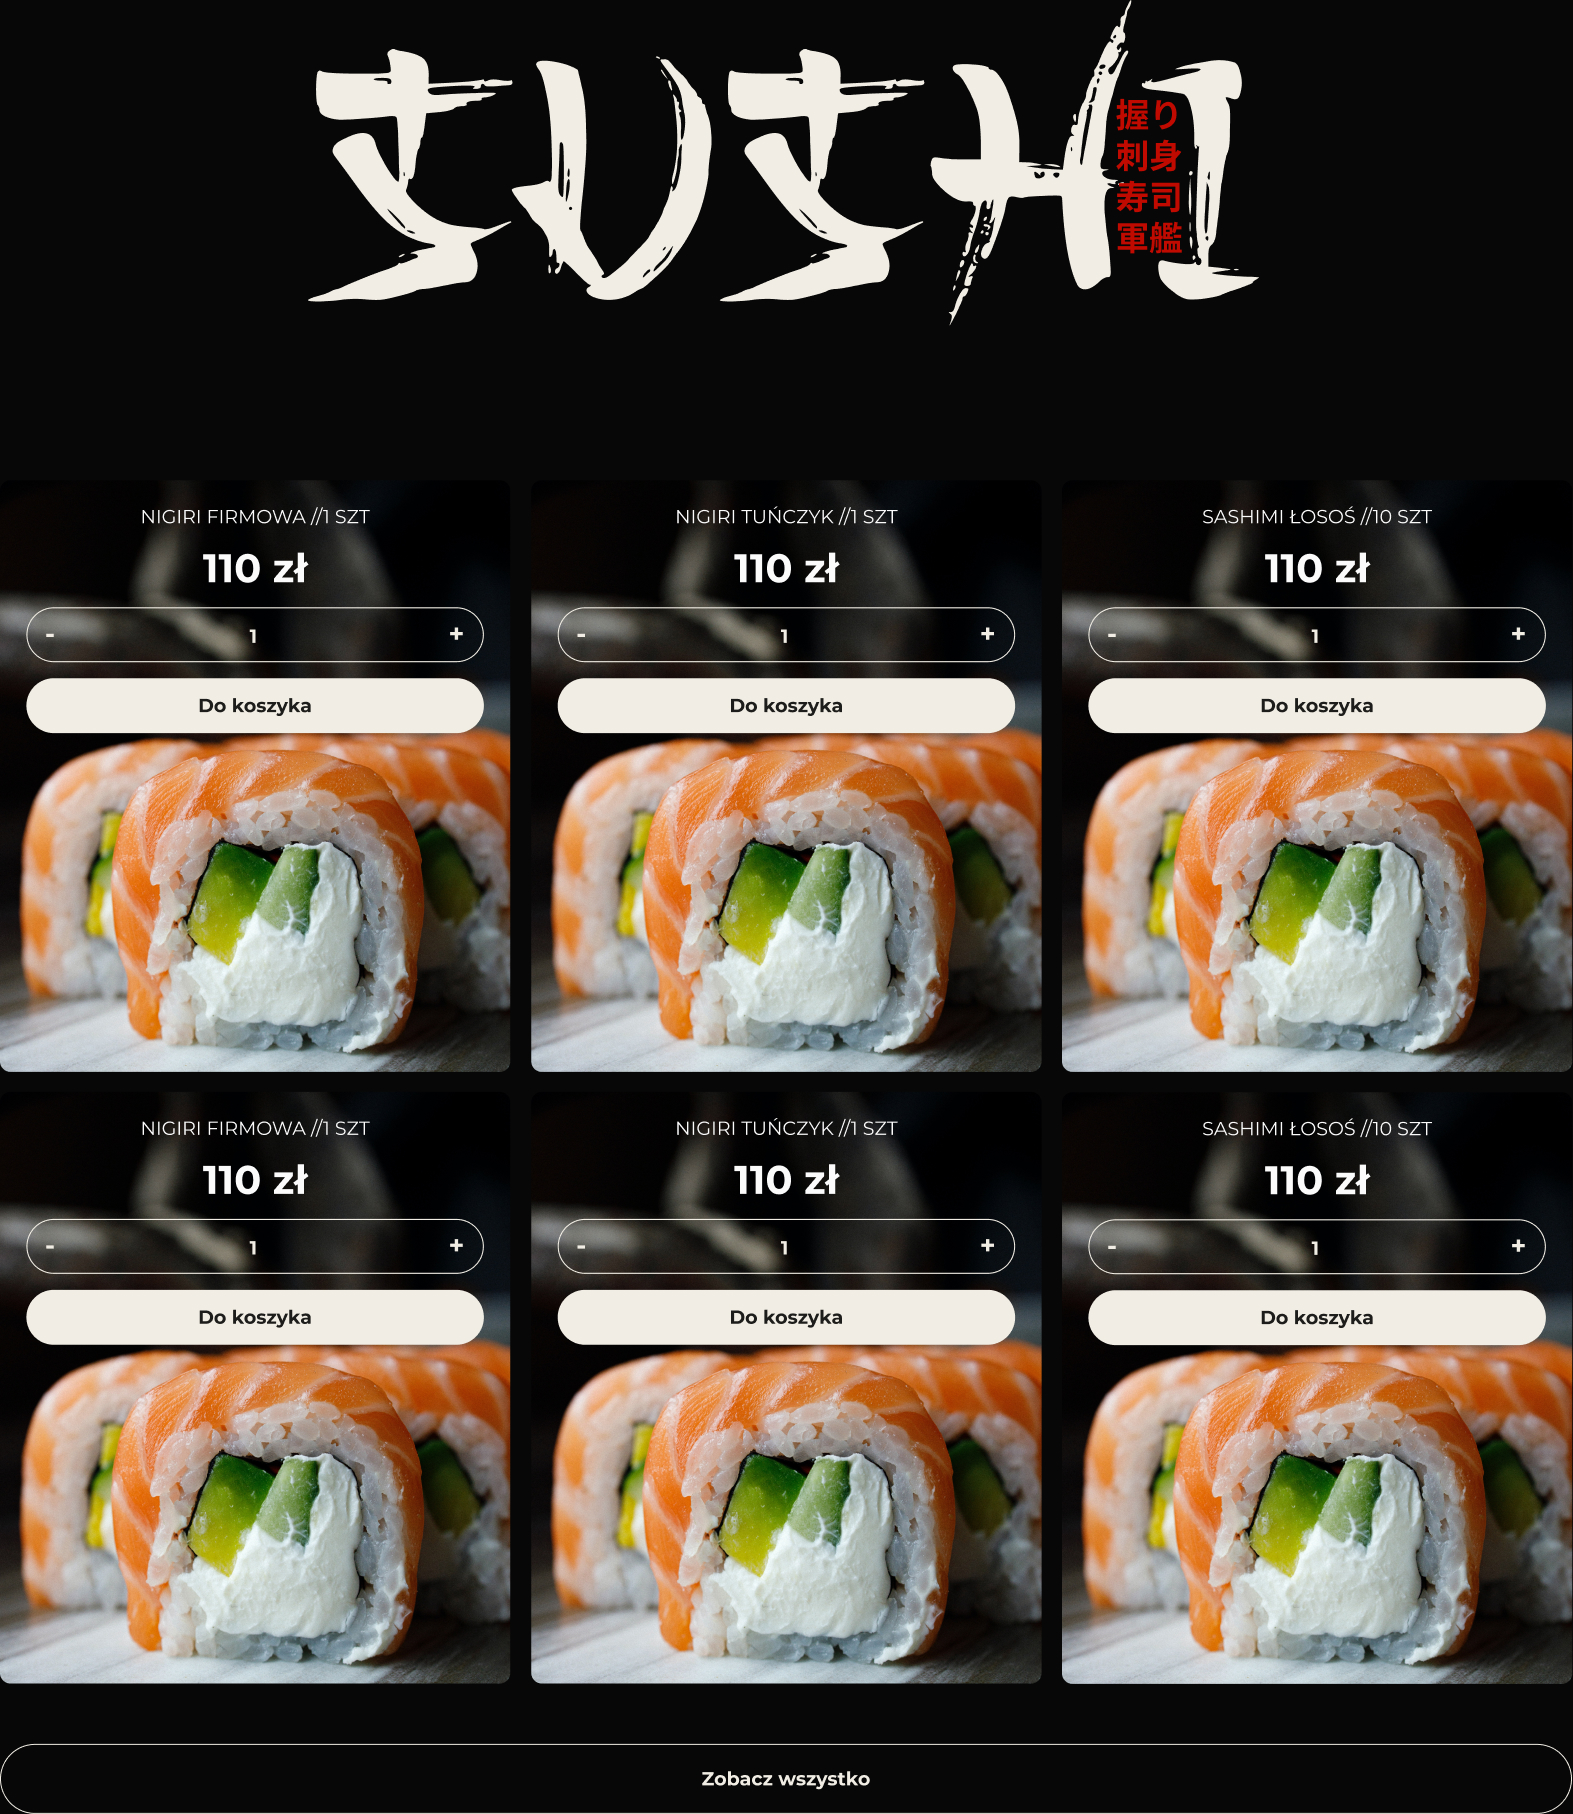 SUSHI
握り
刺身
寿司
軍艦
NIGIRI FIRMOWA //1 SZT
110 zł
- 1 +
Do koszyka
NIGIRI TUŃCZYK //1 SZT
110 zł
- 1 +
Do koszyka
SASHIMI ŁOSOŚ //10 SZT
110 zł
- 1 +
Do koszyka
NIGIRI FIRMOWA //1 SZT
110 zł
- 1 +
Do koszyka
NIGIRI TUŃCZYK //1 SZT
110 zł
- 1 +
Do koszyka
SASHIMI ŁOSOŚ //10 SZT
110 zł
- 1 +
Do koszyka
Zobacz wszystko